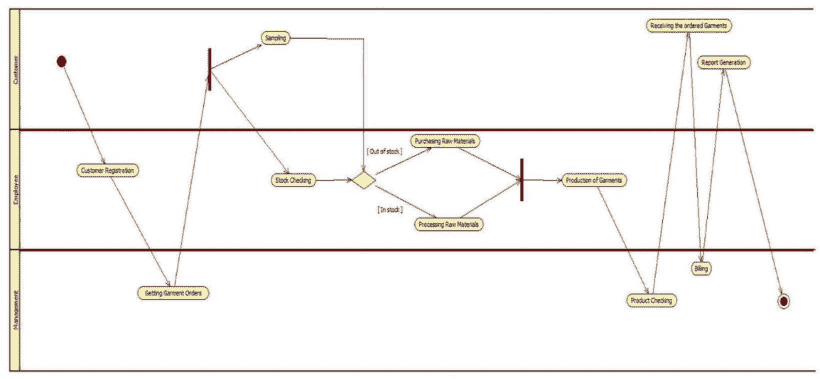 Customer
Receiving the ordered Garments
Sampling
Report Generation
Employee
[ Out of stock ]
Purchasing Raw Materials
Customer Registration
Stock Checking
Production of Garments
[ In stock ]
Processing Raw Materials
Management
Billing
Getting Garment Orders
Product Checking